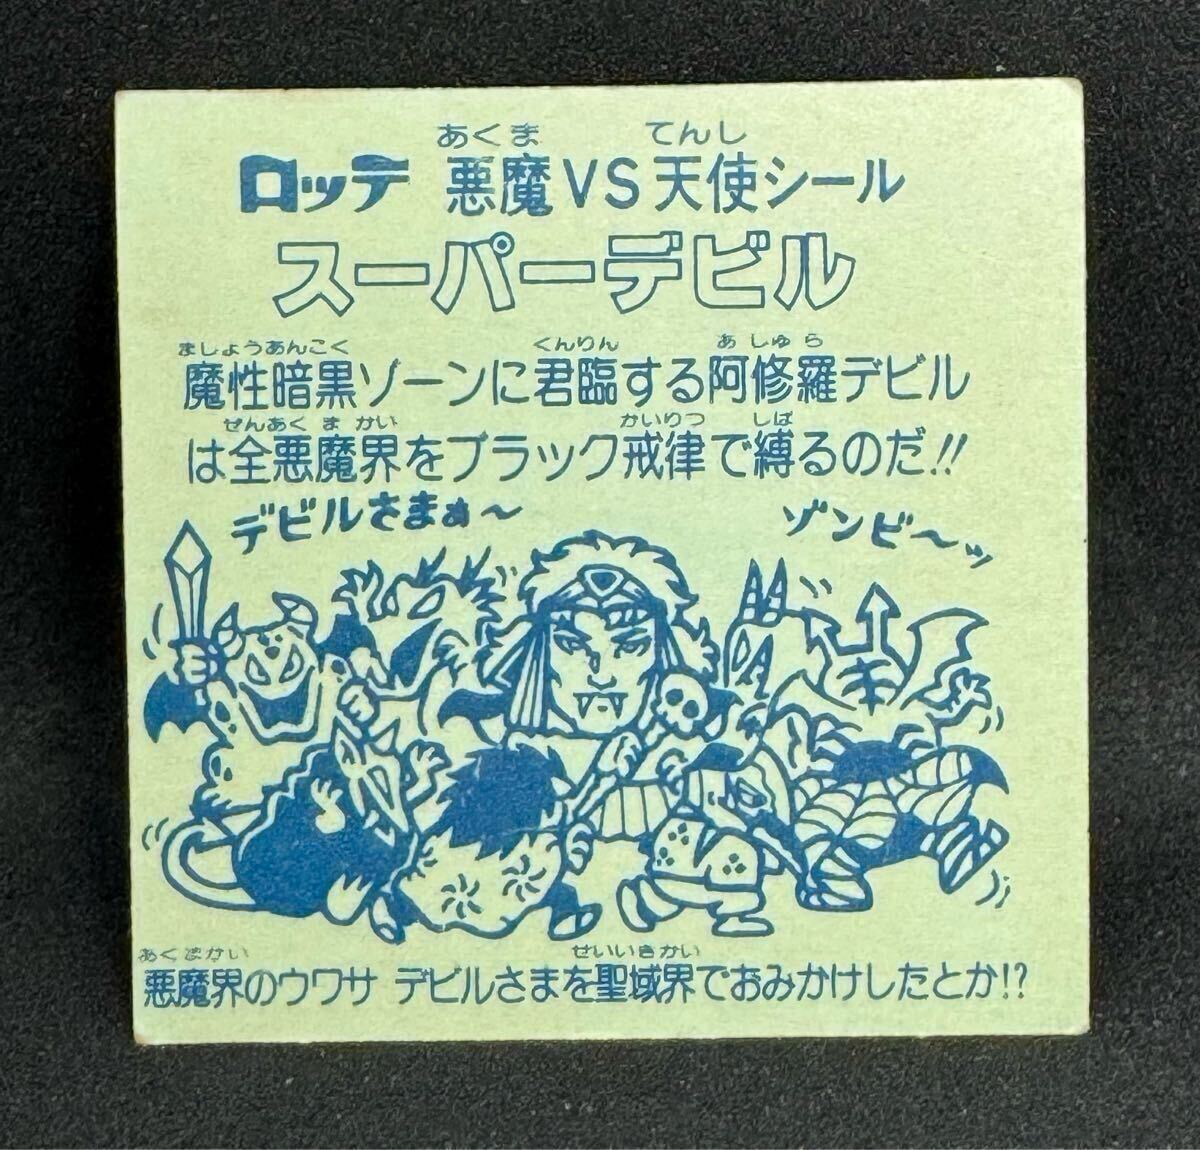 あくま てんし
ロッテ 悪魔VS天使シール
スーパーデビル
ましょうあんこく くんりん あしゅら
魔性暗黒ゾーンに君臨する阿修羅デビル
ぜんあくまかい かいりつ しば
は全悪魔界をブラック戒律で縛るのだ!!
デビルさまぁ〜 ゾンビ〜ッ
あくまかい せいいきかい
悪魔界のウワサ デビルさまを聖域界でおみかけしたとか!?